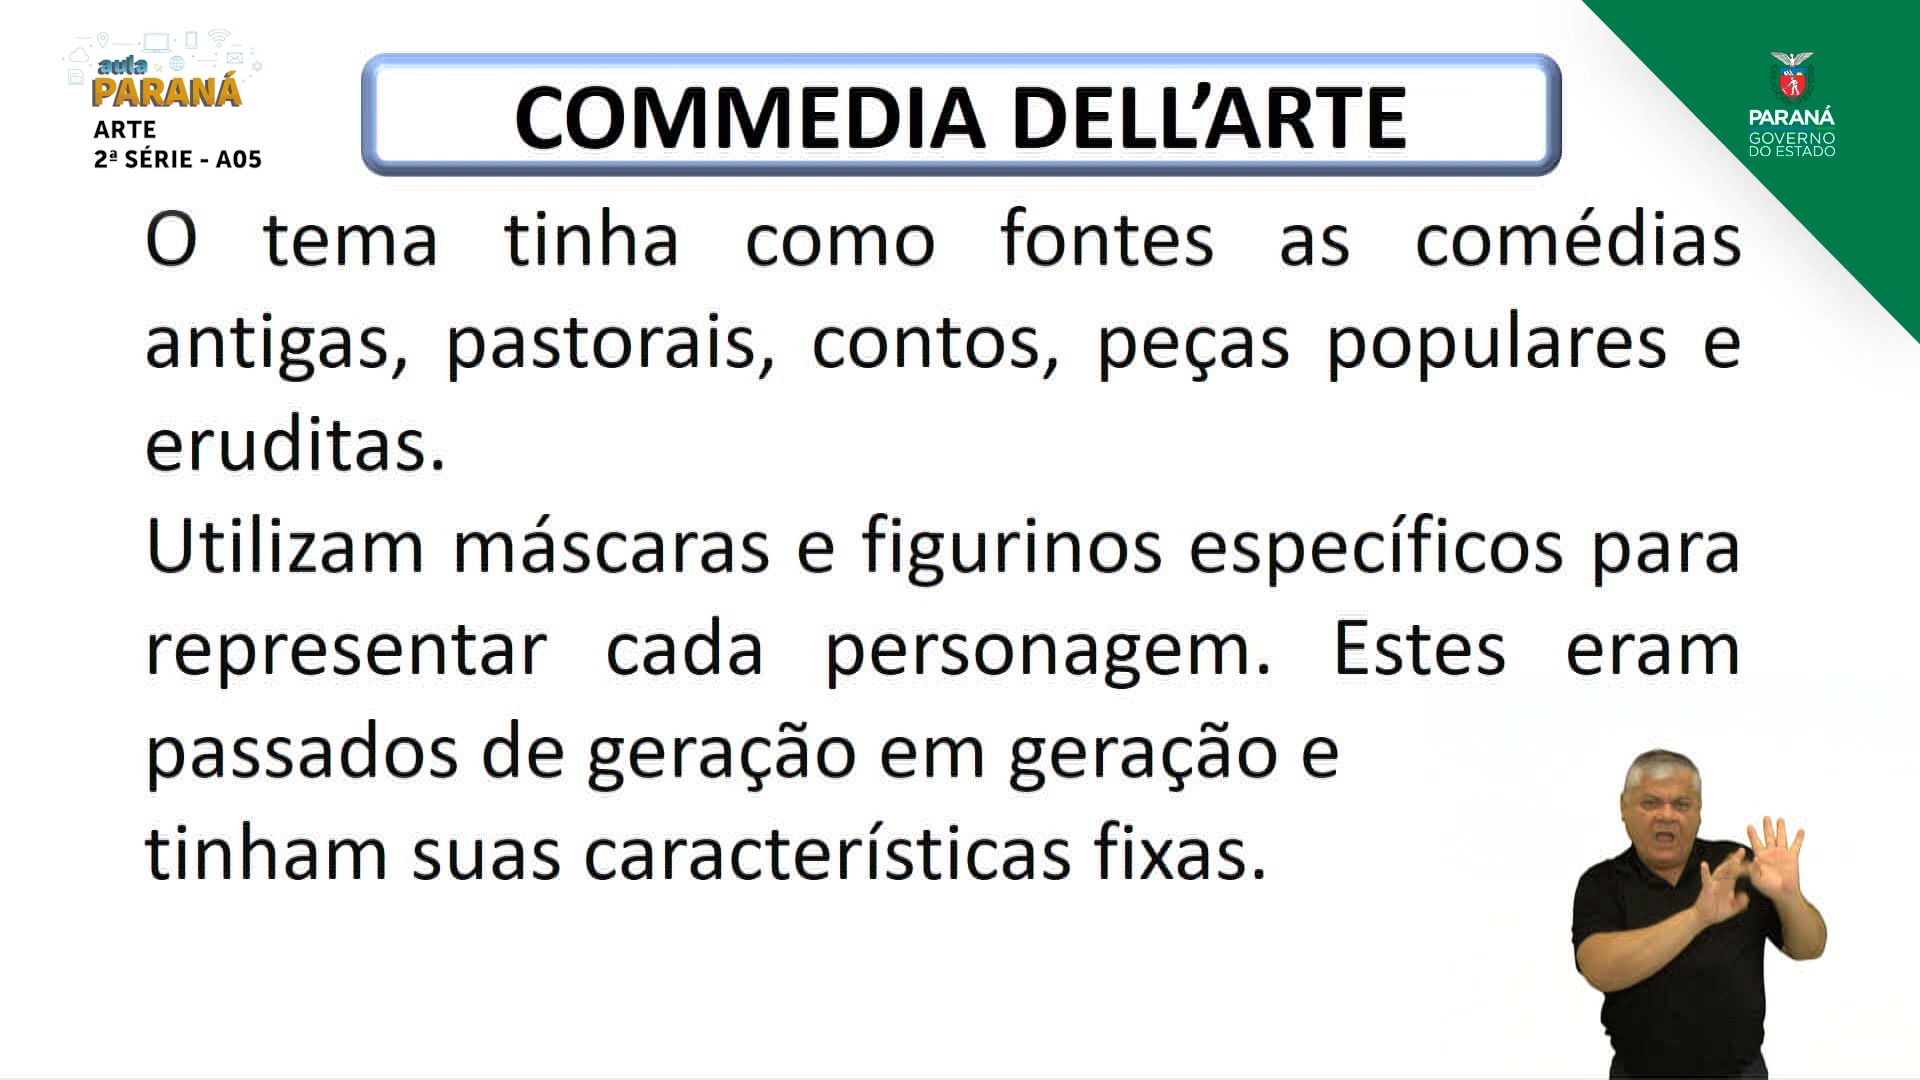 aula
PARANÁ
ARTE
2ª SÉRIE - A05
COMMEDIA DELL’ARTE
PARANÁ
GOVERNO
DO ESTADO
O tema tinha como fontes as comédias
antigas, pastorais, contos, peças populares e
eruditas.
Utilizam máscaras e figurinos específicos para
representar cada personagem. Estes eram
passados de geração em geração e
tinham suas características fixas.